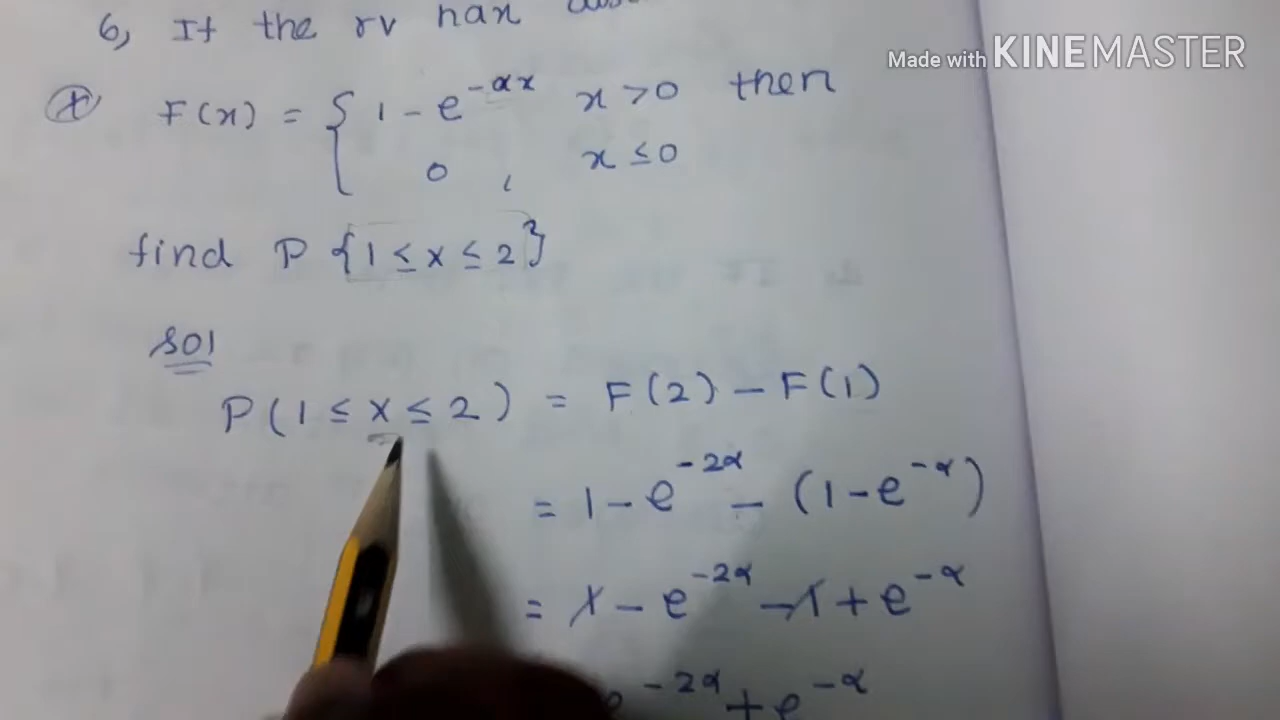 Made with KINEMASTER
6, If the rv has
F(x) = { 1 - e^{-αx} x > 0 then
0 , x ≤ 0
find P {1 ≤ x ≤ 2}
Sol
P(1 ≤ x ≤ 2) = F(2) - F(1)
= 1 - e^{-2α} - (1 - e^{-α})
= 1 - e^{-2α} - 1 + e^{-α}
e^{-2α} + e^{-α}